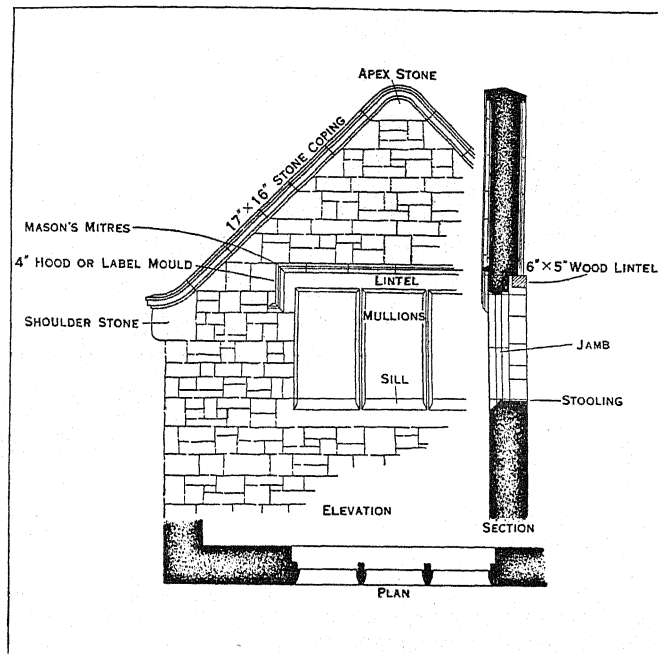 APEX STONE
17"×16" STONE COPING
MASON'S MITRES
4" HOOD OR LABEL MOULD
6"×5" WOOD LINTEL
LINTEL
MULLIONS
SHOULDER STONE
JAMB
SILL
STOOLING
ELEVATION
SECTION
PLAN